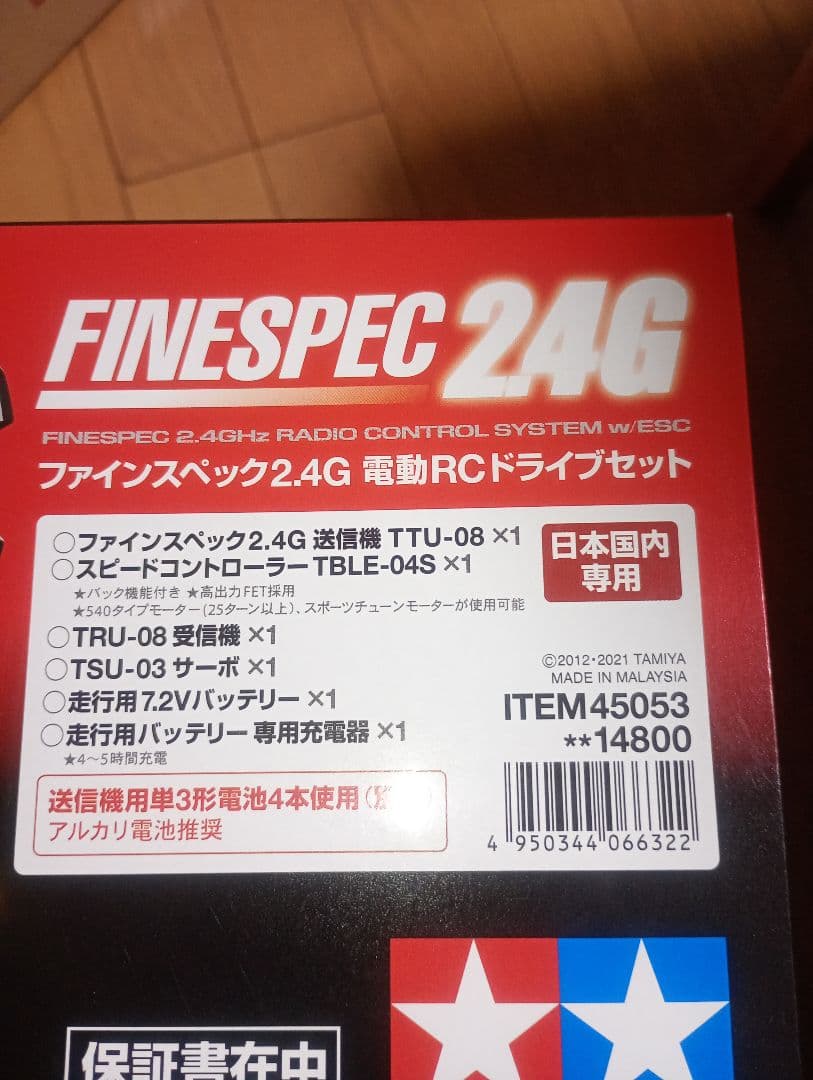 FINESPEC 2.4G
FINESPEC 2.4GHz RADIO CONTROL SYSTEM w/ESC
ファインスペック2.4G 電動RCドライブセット
○ファインスペック2.4G 送信機 TTU-08 ×1
○スピードコントローラー TBLE-04S ×1
★バック機能付き ★高出力FET採用
★540タイプモーター(25ターン以上)、スポーツチューンモーターが使用可能
○TRU-08 受信機 ×1
○TSU-03 サーボ ×1
○走行用7.2Vバッテリー ×1
○走行用バッテリー 専用充電器 ×1
★4〜5時間充電
日本国内
専用
©2012・2021 TAMIYA
MADE IN MALAYSIA
ITEM 45053
**14800
4 950344 066322
送信機用単3形電池4本使用(
アルカリ電池推奨
保証書在中